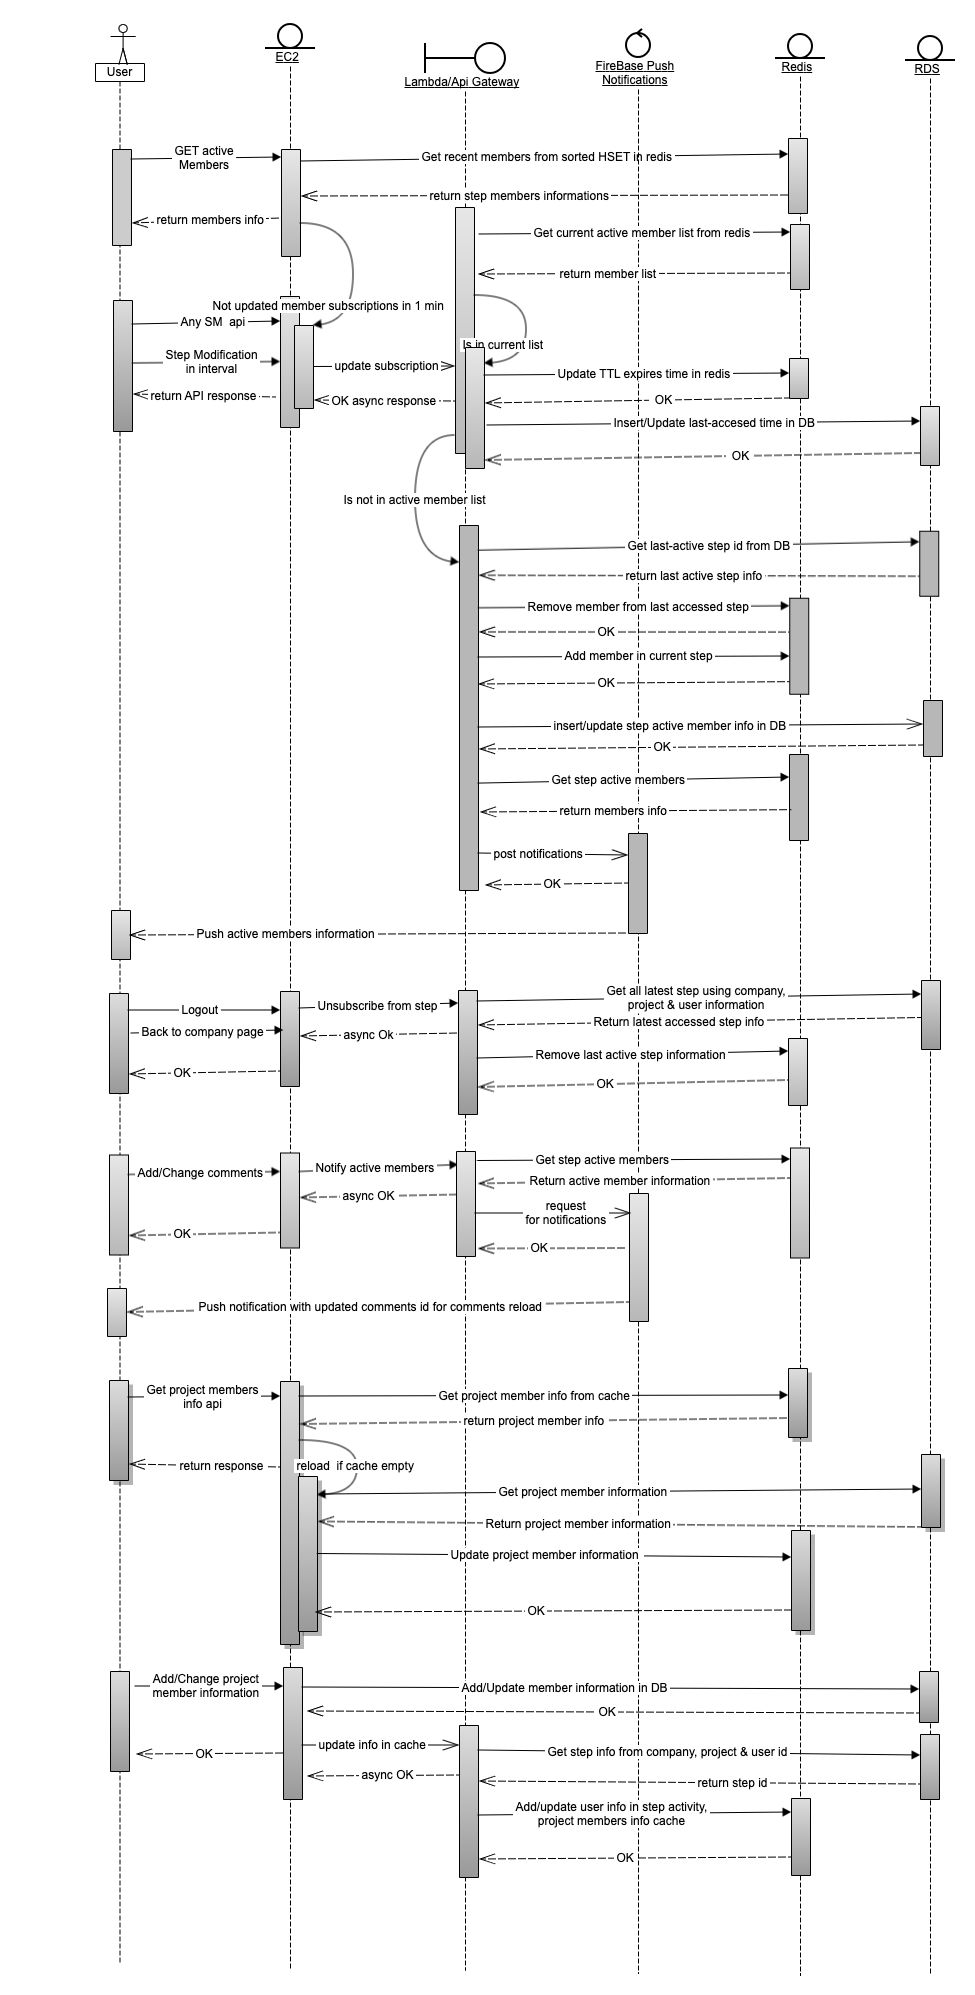 User
EC2
Lambda/Api Gateway
FireBase Push
Notifications
Redis
RDS
GET active
Members
Get recent members from sorted HSET in redis
return step members informations
return members info
Get current active member list from redis
return member list
Not updated member subscriptions in 1 min
Any SM api
Is in current list
Step Modification
in interval
update subscription
Update TTL expires time in redis
return API response
OK async response
OK
Insert/Update last-accesed time in DB
OK
Is not in active member list
Get last-active step id from DB
return last active step info
Remove member from last accessed step
OK
Add member in current step
OK
insert/update step active member info in DB
OK
Get step active members
return members info
post notifications
OK
Push active members information
Logout
Unsubscribe from step
Get all latest step using company,
project & user information
Back to company page
async Ok
Return latest accessed step info
Remove last active step information
OK
OK
Add/Change comments
Notify active members
Get step active members
Return active member information
async OK
request
for notifications
OK
OK
Push notification with updated comments id for comments reload
Get project members
info api
Get project member info from cache
return project member info
return response
reload if cache empty
Get project member information
Return project member information
Update project member information
OK
Add/Change project
member information
Add/Update member information in DB
OK
update info in cache
OK
Get step info from company, project & user id
async OK
return step id
Add/update user info in step activity,
project members info cache
OK